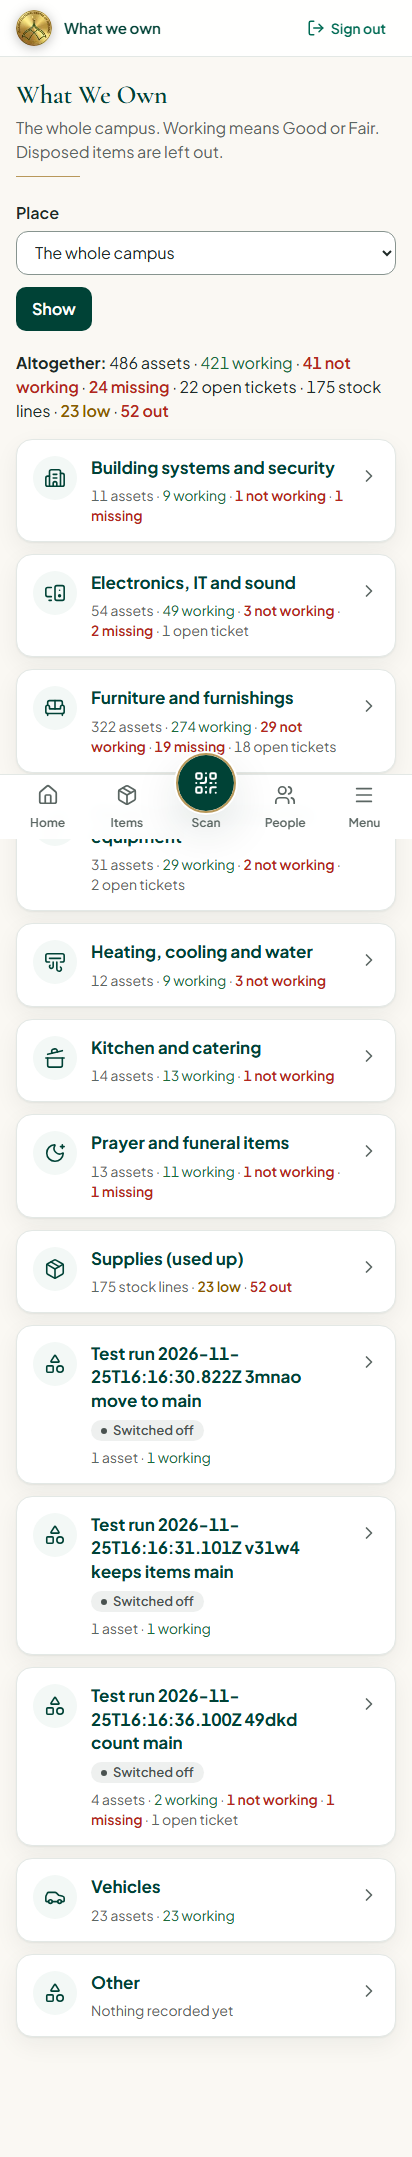 What we own
Sign out
What We Own
The whole campus. Working means Good or Fair.
Disposed items are left out.
Place
The whole campus
Show
Altogether: 486 assets · 421 working · 41 not
working · 24 missing · 22 open tickets · 175 stock
lines · 23 low · 52 out
Building systems and security
11 assets · 9 working · 1 not working · 1
missing
Electronics, IT and sound
54 assets · 49 working · 3 not working ·
2 missing · 1 open ticket
Furniture and furnishings
322 assets · 274 working · 29 not
working · 19 missing · 18 open tickets
Home
Items
Scan
People
Menu
equipment
31 assets · 29 working · 2 not working ·
2 open tickets
Heating, cooling and water
12 assets · 9 working · 3 not working
Kitchen and catering
14 assets · 13 working · 1 not working
Prayer and funeral items
13 assets · 11 working · 1 not working ·
1 missing
Supplies (used up)
175 stock lines · 23 low · 52 out
Test run 2026-11-
25T16:16:30.822Z 3mnao
move to main
Switched off
1 asset · 1 working
Test run 2026-11-
25T16:16:31.101Z v31w4
keeps items main
Switched off
1 asset · 1 working
Test run 2026-11-
25T16:16:36.100Z 49dkd
count main
Switched off
4 assets · 2 working · 1 not working · 1
missing · 1 open ticket
Vehicles
23 assets · 23 working
Other
Nothing recorded yet